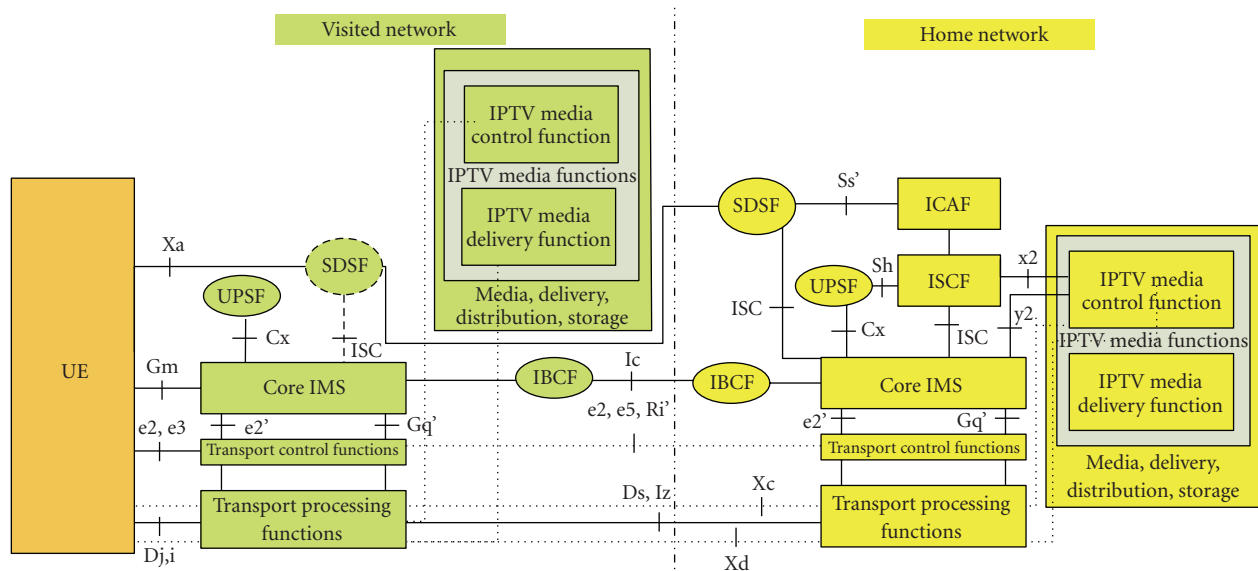 Visited network
Home network
IPTV media
control function
IPTV media functions
IPTV media
delivery function
Media, delivery,
distribution, storage
UE
Xa
SDSF
UPSF
Cx
ISC
Gm
Core IMS
IBCF
Ic
IBCF
e2, e5, Ri'
e2, e3
e2'
Gq'
Transport control functions
Transport processing
functions
Dj,i
Ds, Iz
Xc
Xd
SDSF
Ss'
ICAF
Sh
UPSF
ISCF
x2
ISC
Cx
ISC
y2
Core IMS
e2'
Gq'
Transport control functions
Transport processing
functions
IPTV media
control function
IPTV media functions
IPTV media
delivery function
Media, delivery,
distribution, storage